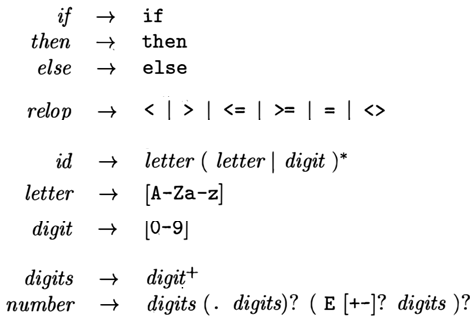 if → if
then → then
else → else
relop → < | > | <= | >= | = | <>
id → letter ( letter | digit )*
letter → [A-Za-z]
digit → [0-9]
digits → digit+
number → digits (. digits)? ( E [+-]? digits )?